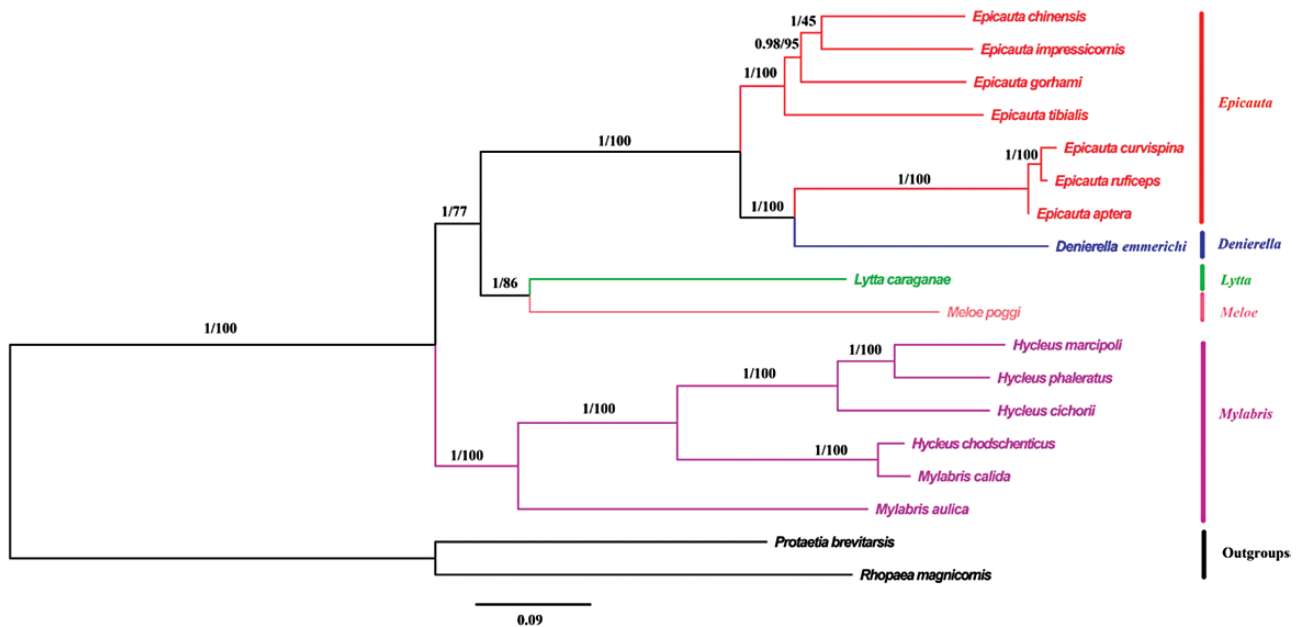 1/45
Epicauta chinensis
0.98/95
Epicauta impressicornis
1/100
Epicauta gorhami
Epicauta
Epicauta tibialis
1/100
1/100
Epicauta curvispina
1/100
Epicauta ruficeps
1/77
1/100
Epicauta aptera
Denierella emmerichi
Denierella
1/86
Lytta caraganae
Lytta
Meloe poggi
Meloe
1/100
1/100
Hycleus marcipoli
1/100
Hycleus phaleratus
1/100
Hycleus cichorii
Mylabris
1/100
1/100
Hycleus chodschenticus
Mylabris calida
Mylabris aulica
Protaetia brevitarsis
Outgroups
Rhopaea magnicornis
0.09